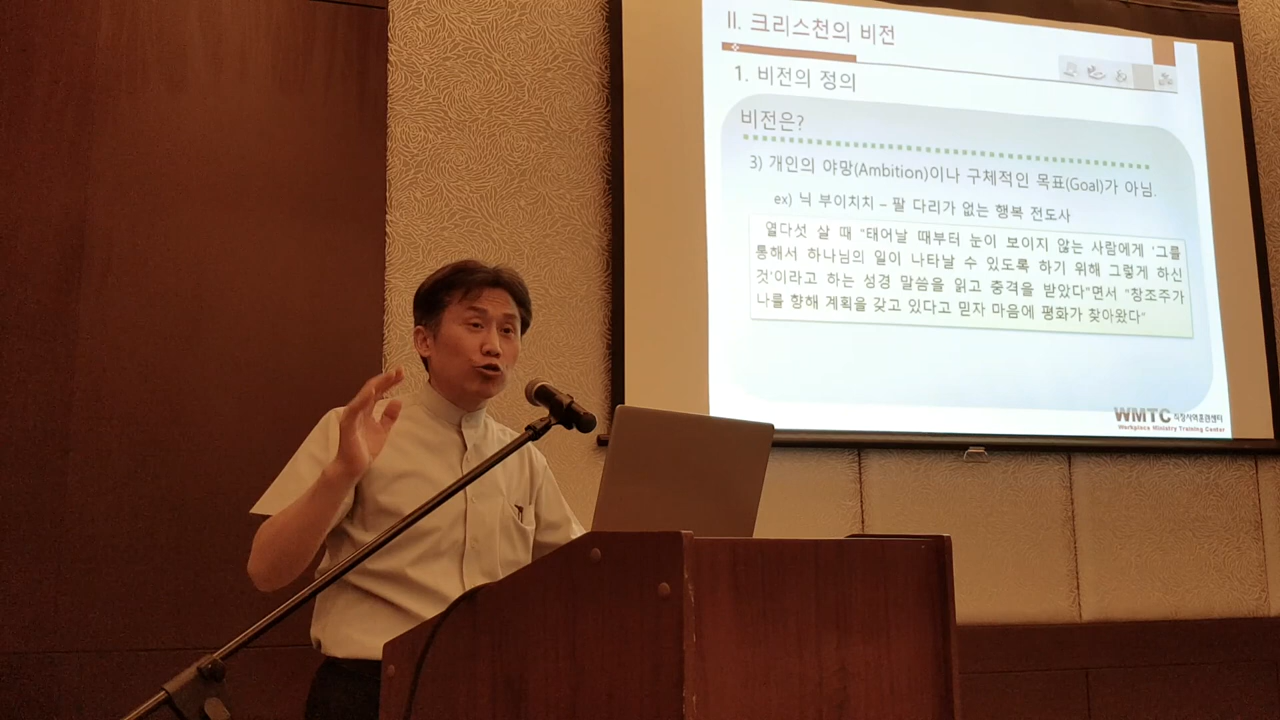 II. 크리스천의 비전
1. 비전의 정의
비전은?
3) 개인의 야망(Ambition)이나 구체적인 목표(Goal)가 아님.
ex) 닉 부이치치 – 팔 다리가 없는 행복 전도사
열다섯 살 때 "태어날 때부터 눈이 보이지 않는 사람에게 '그를
통해서 하나님의 일이 나타날 수 있도록 하기 위해 그렇게 하신
것'이라고 하는 성경 말씀을 읽고 충격을 받았다"면서 "창조주가
나를 향해 계획을 갖고 있다고 믿자 마음에 평화가 찾아왔다"
WMTC 직장사역훈련센터
Workplace Ministry Training Center